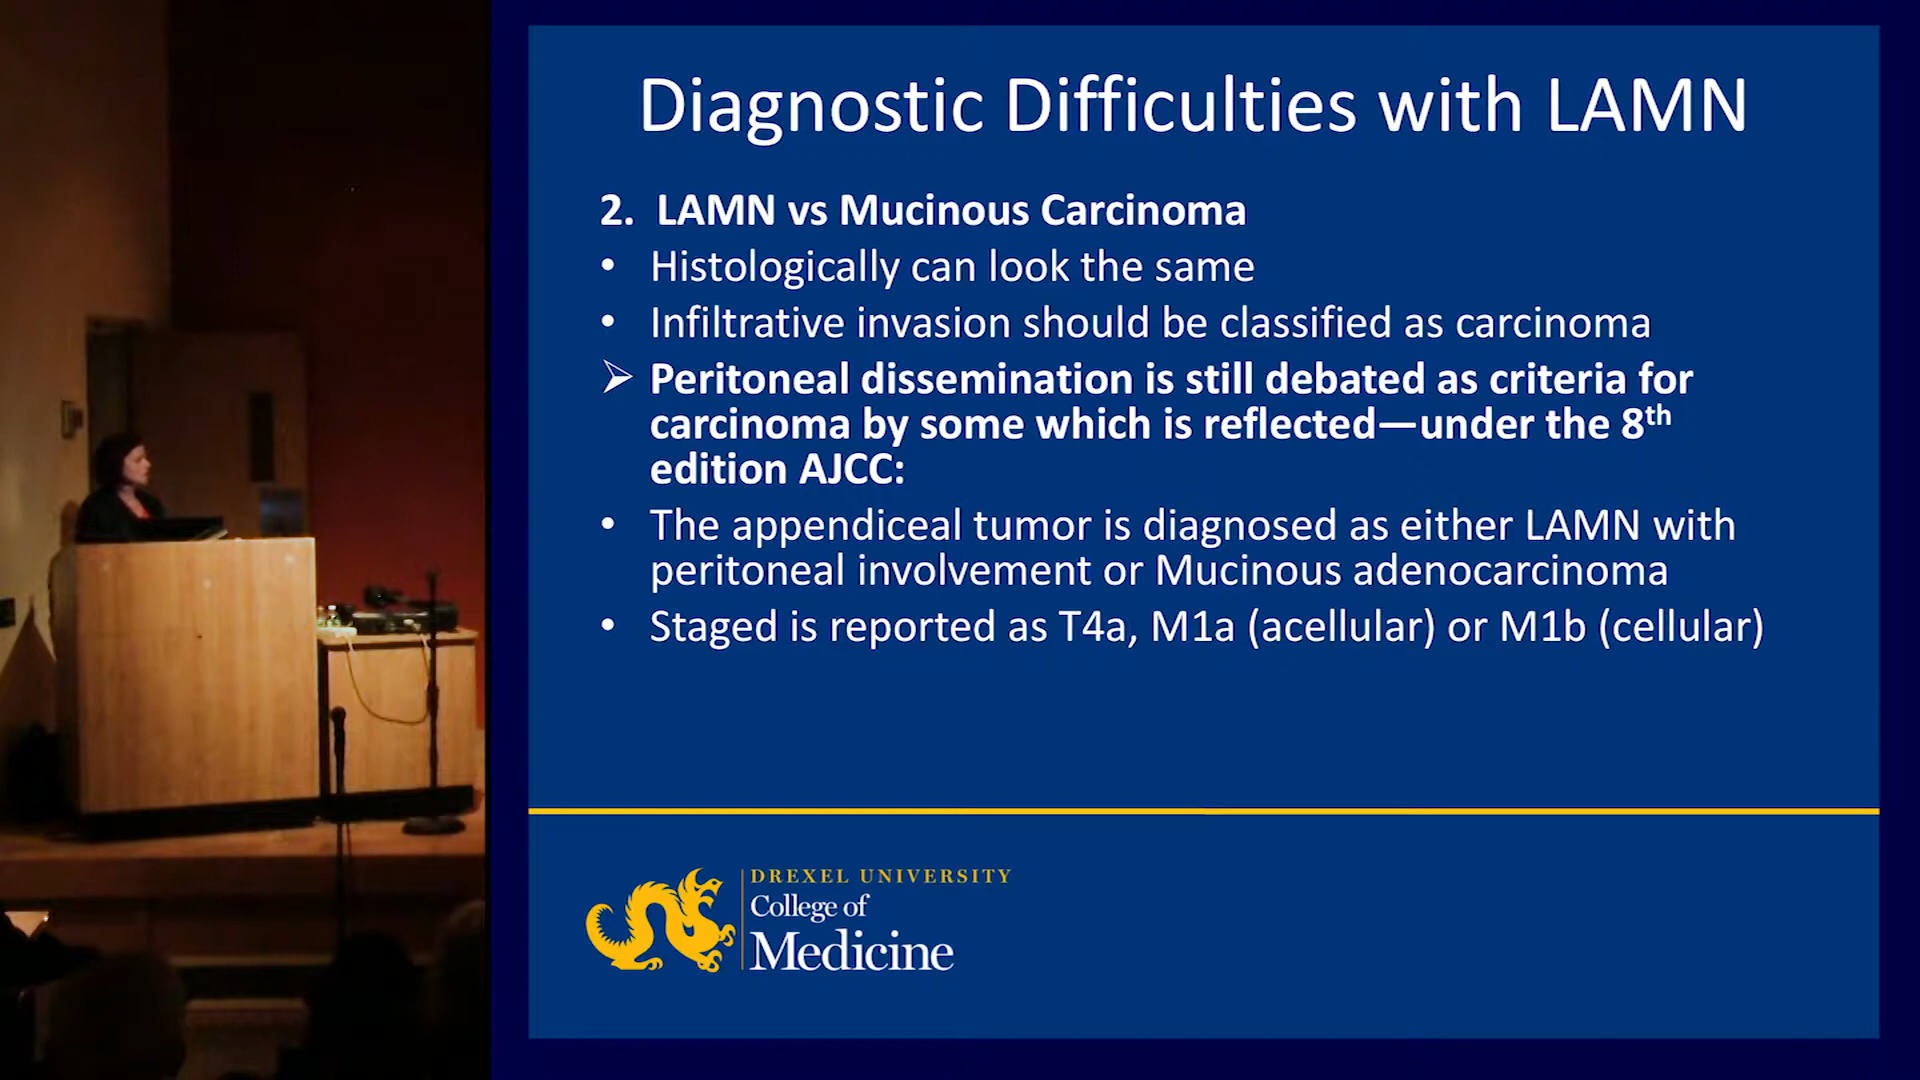 Diagnostic Difficulties with LAMN
2. LAMN vs Mucinous Carcinoma
• Histologically can look the same
• Infiltrative invasion should be classified as carcinoma
➢ Peritoneal dissemination is still debated as criteria for
carcinoma by some which is reflected—under the 8th
edition AJCC:
• The appendiceal tumor is diagnosed as either LAMN with
peritoneal involvement or Mucinous adenocarcinoma
• Staged is reported as T4a, M1a (acellular) or M1b (cellular)
DREXEL UNIVERSITY
College of
Medicine